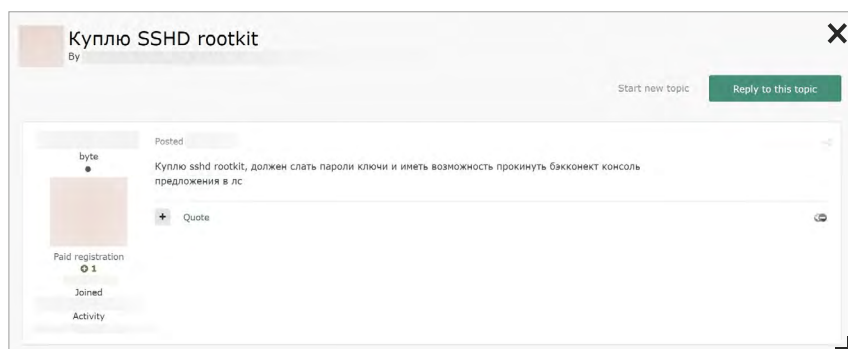 Куплю SSHD rootkit
By
Start new topic
Reply to this topic
byte
Posted
Куплю sshd rootkit, должен слать пароли ключи и иметь возможность прокинуть бэкконект консоль
предложения в лс
Quote
Paid registration
1
Joined
Activity